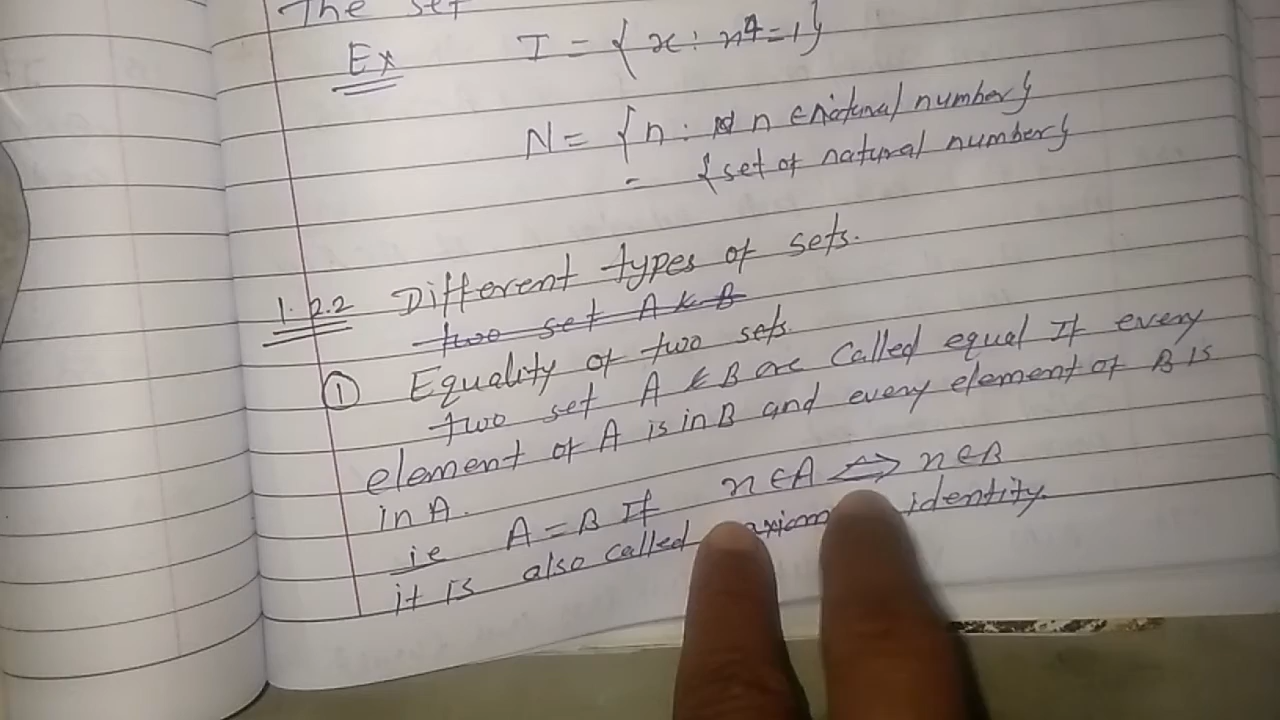 The set
Ex I = { x : x⁴ = 1 }
N = { n : n ∈ natural number }
= { set of natural number }
1.2.2 Different types of sets.
two set A & B
① Equality of two sets.
two set A & B are called equal If every
element of A is in B and every element of B is
in A.
ie A = B If x ∈ A ⇔ x ∈ B
it is also called axiom identity.